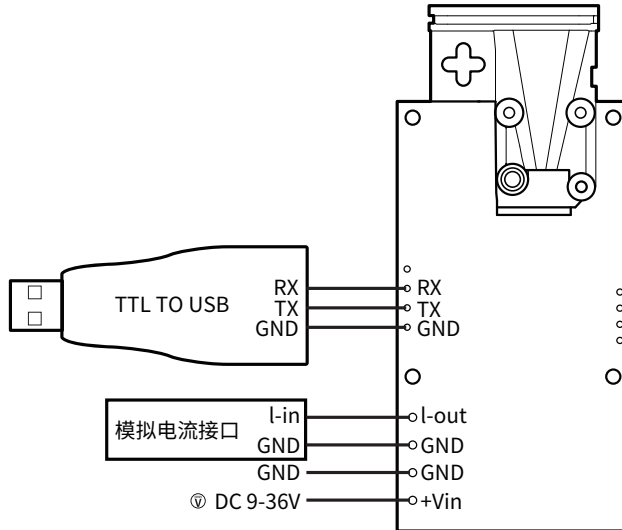 TTL TO USB
RX
TX
GND
RX
TX
GND
模拟电流接口
l-in
GND
l-out
GND
GND
GND
Ⓥ DC 9-36V
+Vin